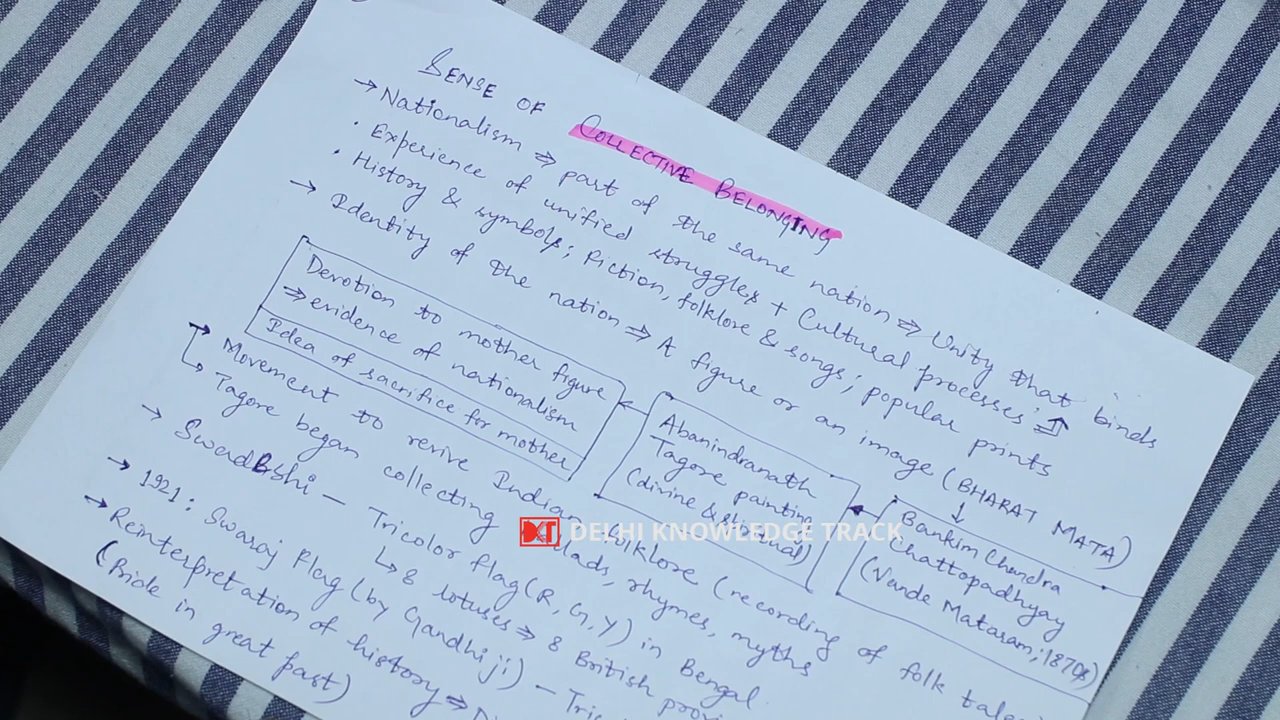 SENSE OF COLLECTIVE BELONGING
→ Nationalism ⇒ part of the same nation ⇒ Unity that binds
· Experience of unified struggles + Cultural processes ⇑
· History & symbols; fiction, folklore & songs; popular prints
→ Identity of the nation ⇒ A figure or an image (BHARAT MATA)
Bankim Chandra
Chattopadhyay
(Vande Mataram; 1870s)
Abanindranath
Tagore painting
(divine & spiritual)
Devotion to mother figure
⇒ evidence of nationalism
Idea of sacrifice for mother
→ Movement to revive Indian folklore (recording of folk
↳ Tagore began collecting rhymes, myths
→ Swadeshi — Tricolor flag (R, G, Y) in Bengal
↳ 8 lotuses ⇒ 8 British
→ 1921: Swaraj Flag (by Gandhiji) —
→ Reinterpretation of history ⇒
(Pride in great past)
DKT DELHI KNOWLEDGE TRACK